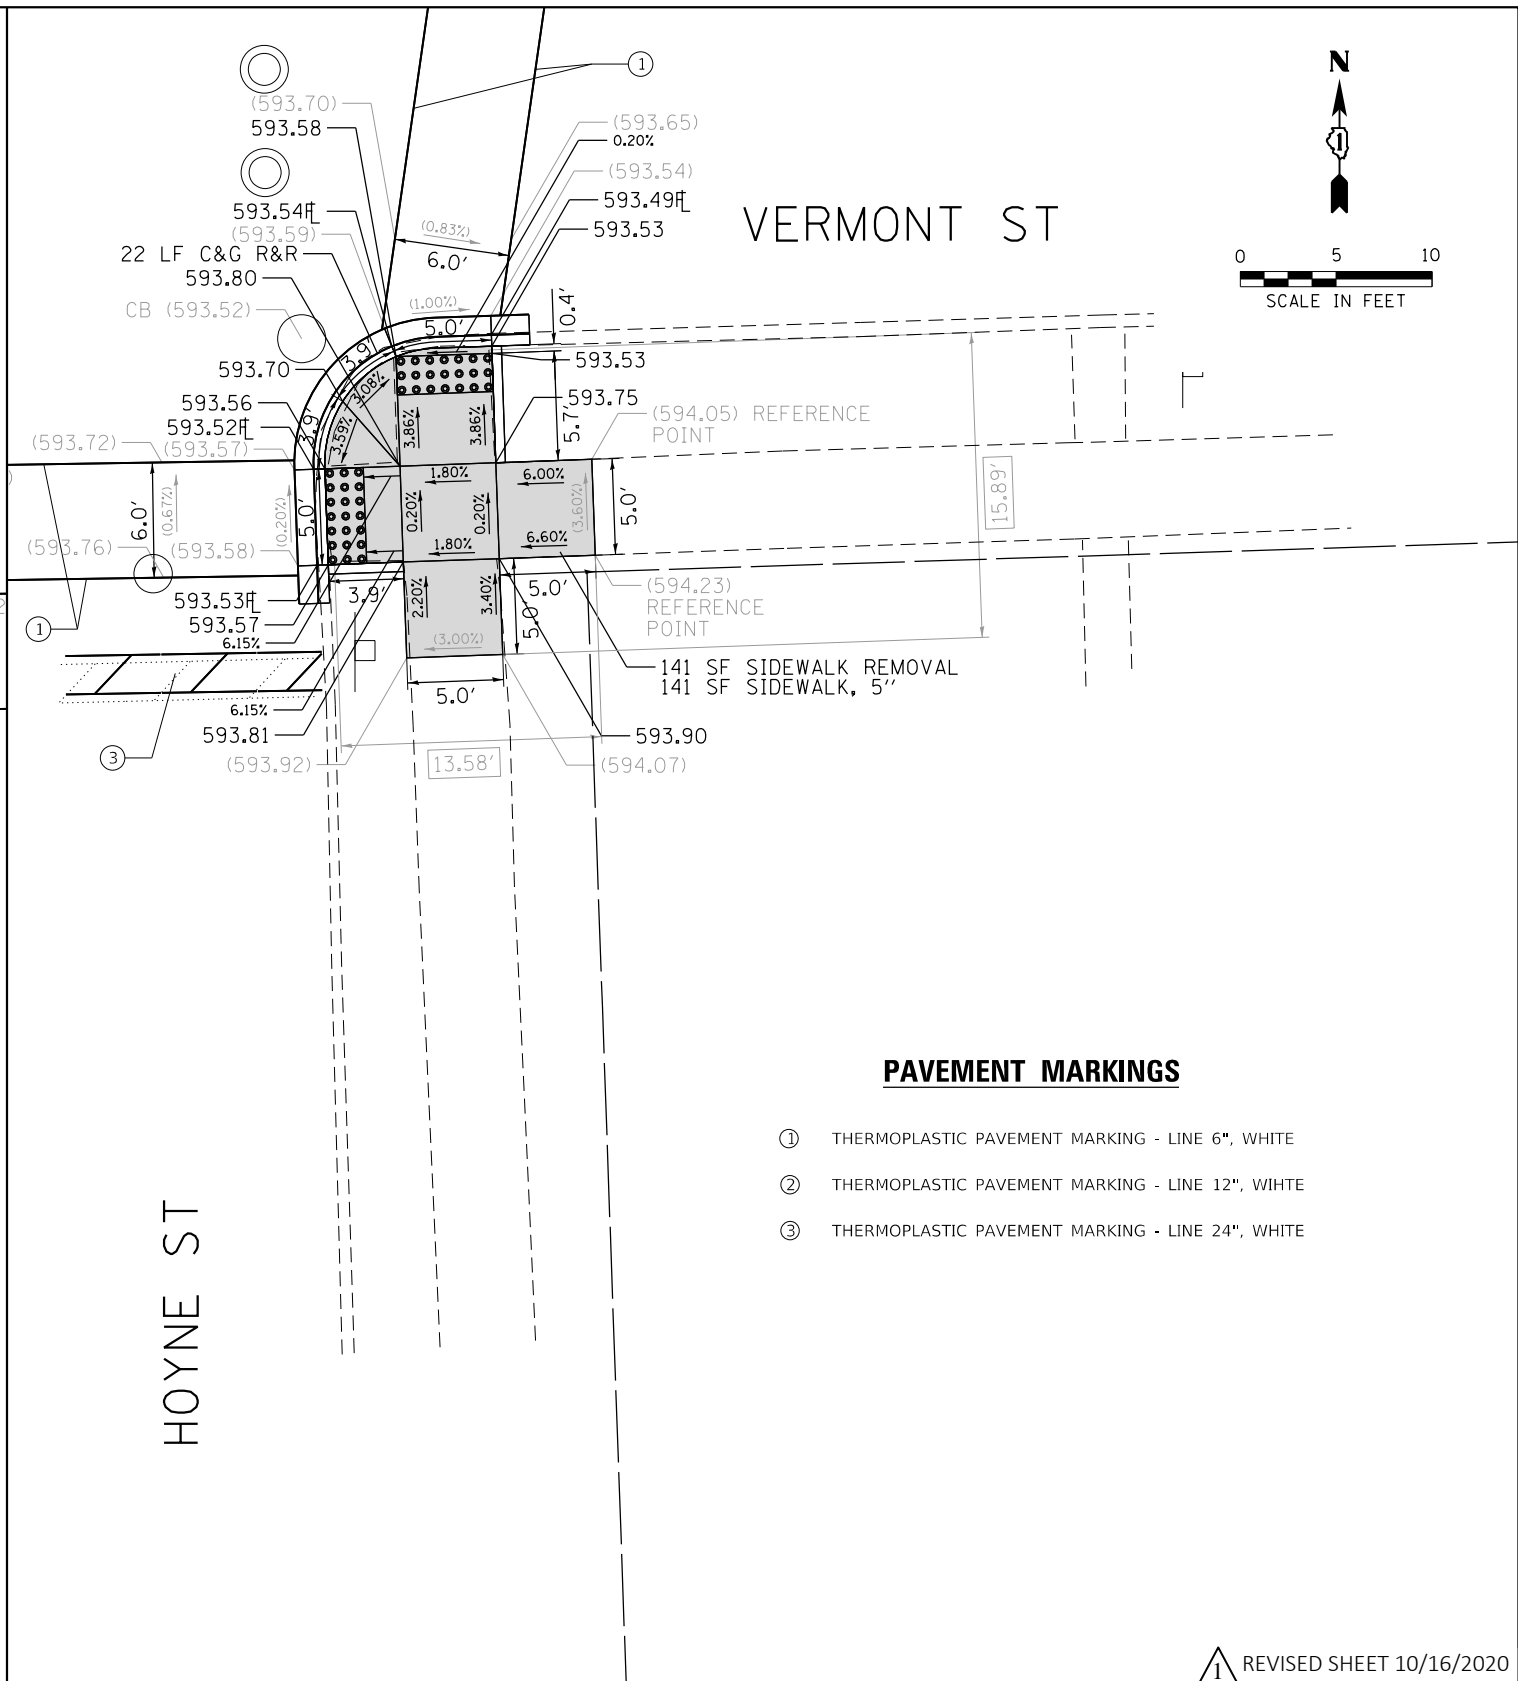 1
N
1
(593.70)
593.58
(593.65)
0.20%
(593.54)
593.54FL
(593.59)
22 LF C&G R&R
593.80
CB (593.52)
593.49FL
593.53
VERMONT ST
(0.83%)
6.0'
0 5 10
SCALE IN FEET
(1.00%)
5.0'
0.4'
3.9'
593.70
593.53
593.56
593.52FL
(593.72)
(593.57)
3.08%
3.59%
3.9'
3.86%
3.86%
5.7'
593.75
(594.05) REFERENCE
POINT
1.80%
6.00%
6.0'
(0.67%)
(0.20%)
5.0'
0.20%
0.20%
(3.60%)
5.0'
15.89'
(593.76)
(593.58)
1.80%
6.60%
593.53FL
593.57
6.15%
1
3.9'
2.20%
3.40%
5.0'
5.0'
(594.23)
REFERENCE
POINT
(3.00%)
141 SF SIDEWALK REMOVAL
141 SF SIDEWALK, 5''
5.0'
6.15%
593.81
(593.92)
3
13.58'
593.90
(594.07)
HOYNE ST
PAVEMENT MARKINGS
1 THERMOPLASTIC PAVEMENT MARKING - LINE 6", WHITE
2 THERMOPLASTIC PAVEMENT MARKING - LINE 12", WIHTE
3 THERMOPLASTIC PAVEMENT MARKING - LINE 24", WHITE
1 REVISED SHEET 10/16/2020